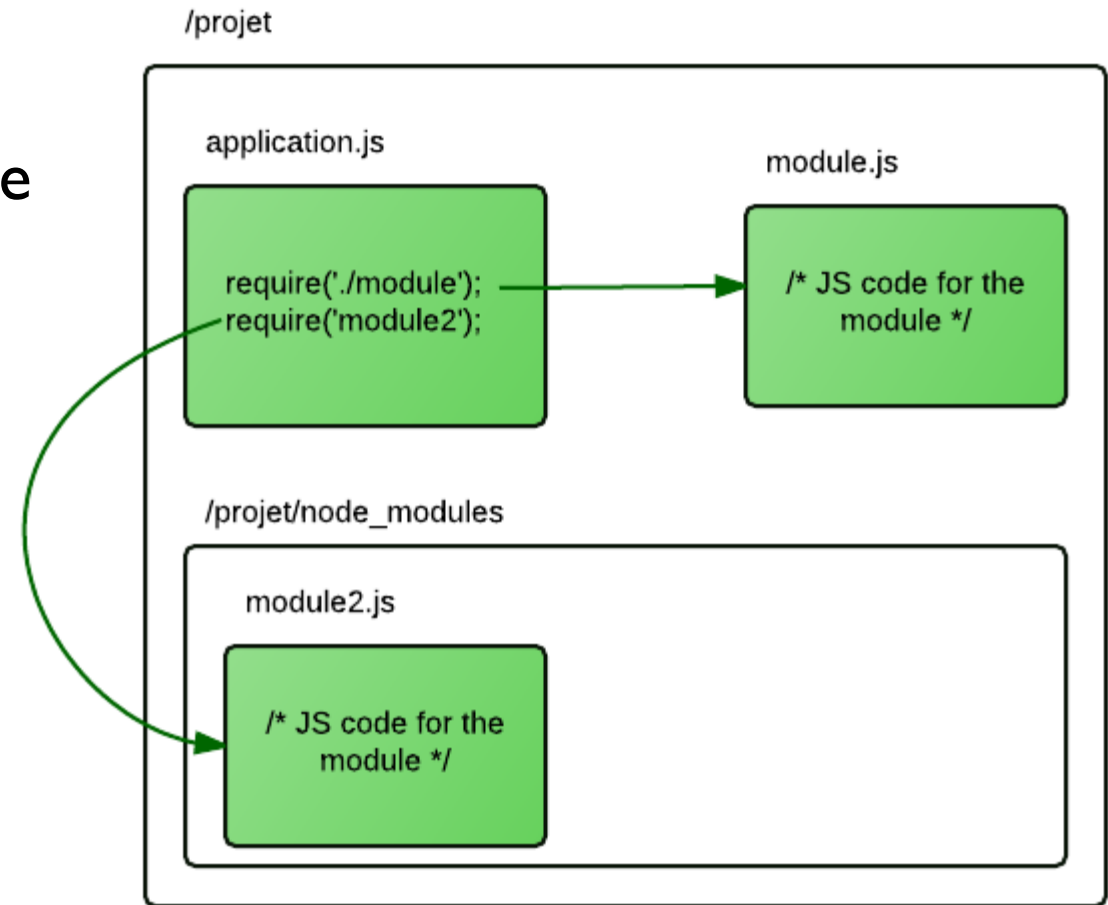 /projet
application.js
module.js
e
require('./module');
require('module2');
/* JS code for the
module */
/projet/node_modules
module2.js
/* JS code for the
module */